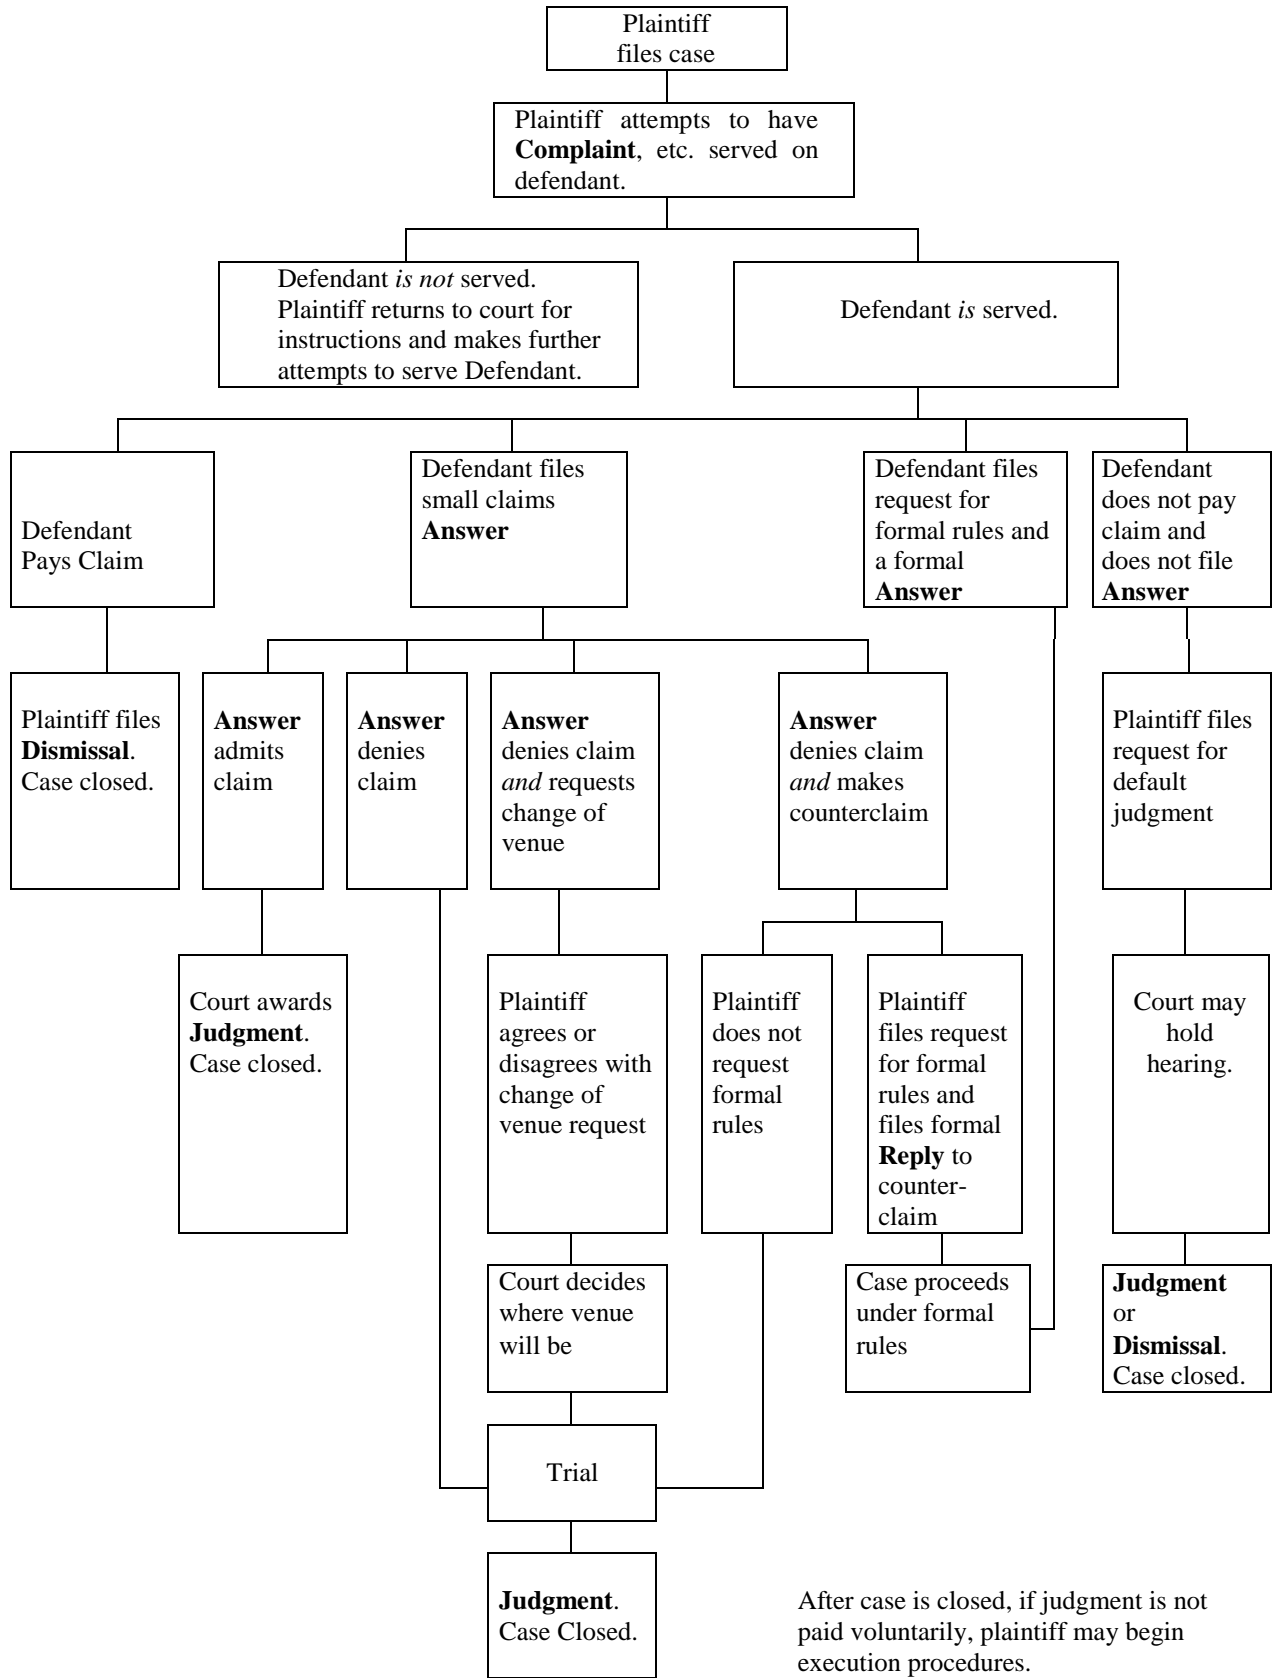 Plaintiff
files case
Plaintiff attempts to have
Complaint, etc. served on
defendant.
Defendant is not served.
Plaintiff returns to court for
instructions and makes further
attempts to serve Defendant.
Defendant is served.
Defendant
Pays Claim
Defendant files
small claims
Answer
Defendant files
request for
formal rules and
a formal
Answer
Defendant
does not pay
claim and
does not file
Answer
Plaintiff files
Dismissal.
Case closed.
Answer
admits
claim
Answer
denies
claim
Answer
denies claim
and requests
change of
venue
Answer
denies claim
and makes
counterclaim
Plaintiff files
request for
default
judgment
Court awards
Judgment.
Case closed.
Plaintiff
agrees or
disagrees with
change of
venue request
Plaintiff
does not
request
formal
rules
Plaintiff
files request
for formal
rules and
files formal
Reply to
counter-
claim
Court may
hold
hearing.
Court decides
where venue
will be
Case proceeds
under formal
rules
Judgment
or
Dismissal.
Case closed.
Trial
Judgment.
Case Closed.
After case is closed, if judgment is not
paid voluntarily, plaintiff may begin
execution procedures.